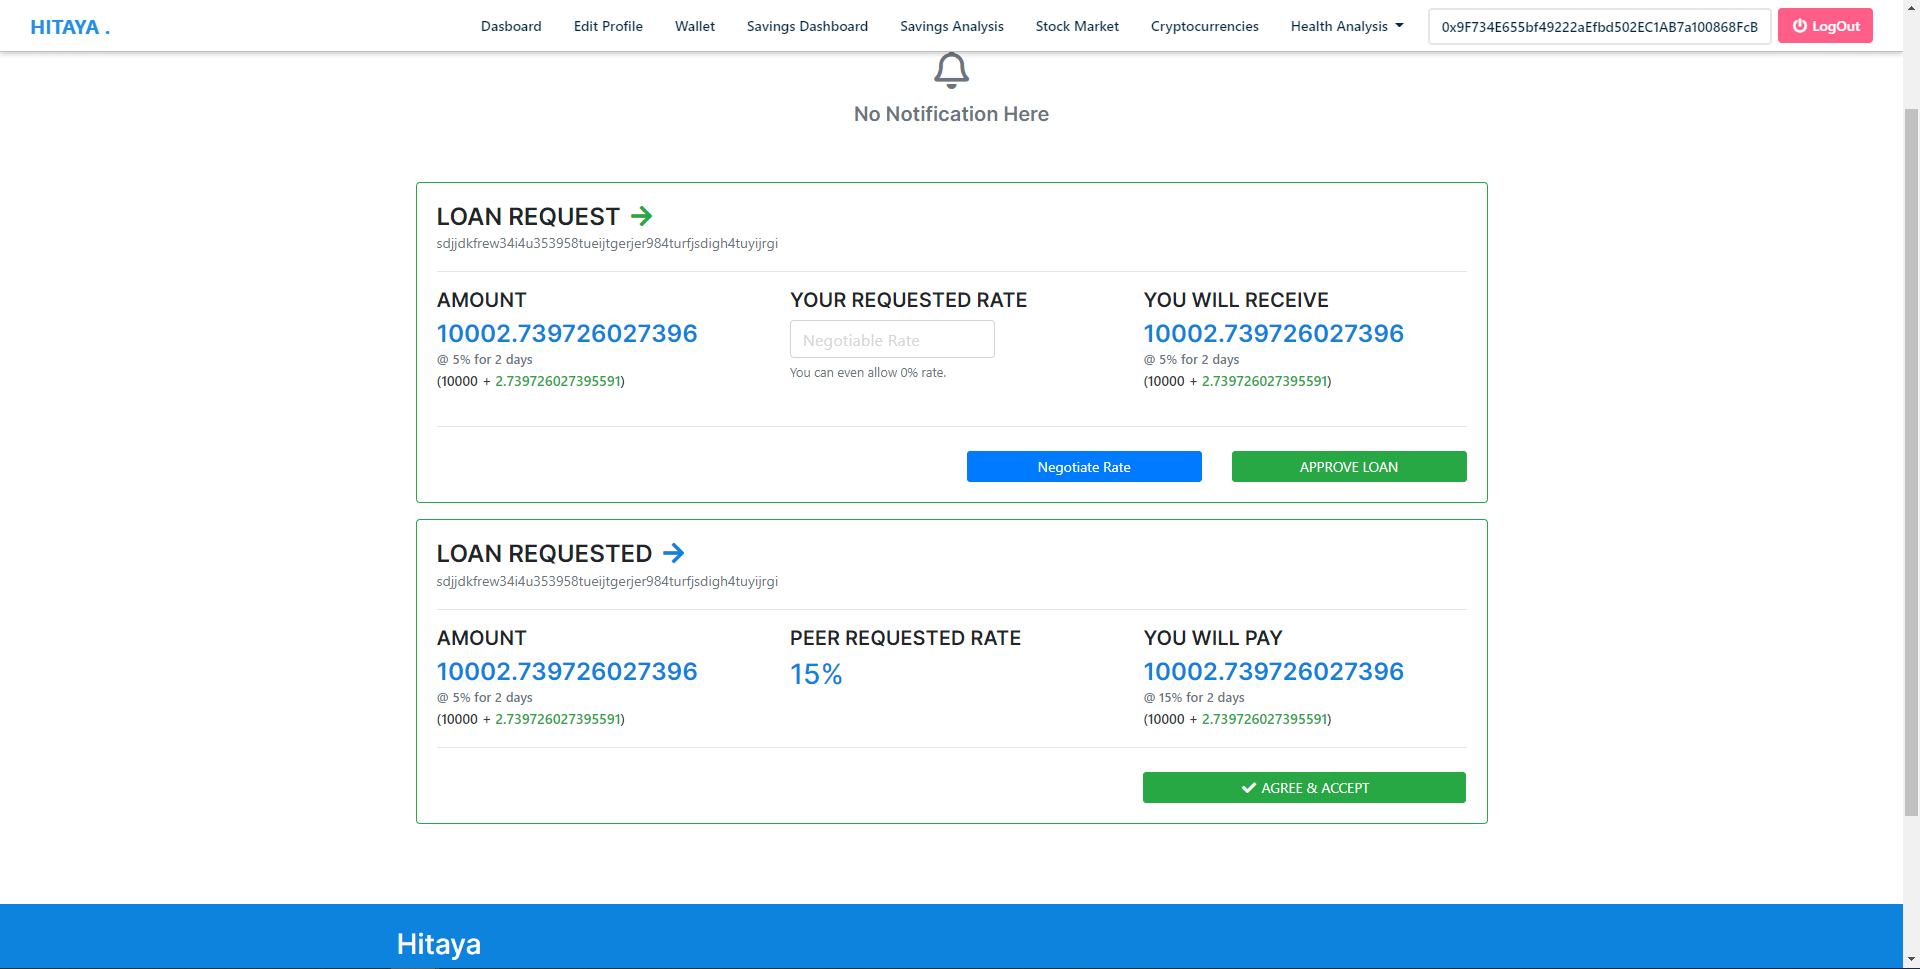 HITAYA .
Dasboard
Edit Profile
Wallet
Savings Dashboard
Savings Analysis
Stock Market
Cryptocurrencies
Health Analysis
0x9F734E655bf49222aEfbd502EC1AB7a100868FcB
LogOut
No Notification Here
LOAN REQUEST
sdjjdkfrew34i4u353958tueijtgerjer984turfjsdigh4tuyijrgi
AMOUNT
10002.739726027396
@ 5% for 2 days
(10000 + 2.739726027395591)
YOUR REQUESTED RATE
Negotiable Rate
You can even allow 0% rate.
YOU WILL RECEIVE
10002.739726027396
@ 5% for 2 days
(10000 + 2.739726027395591)
Negotiate Rate
APPROVE LOAN
LOAN REQUESTED
sdjjdkfrew34i4u353958tueijtgerjer984turfjsdigh4tuyijrgi
AMOUNT
10002.739726027396
@ 5% for 2 days
(10000 + 2.739726027395591)
PEER REQUESTED RATE
15%
YOU WILL PAY
10002.739726027396
@ 15% for 2 days
(10000 + 2.739726027395591)
AGREE & ACCEPT
Hitaya